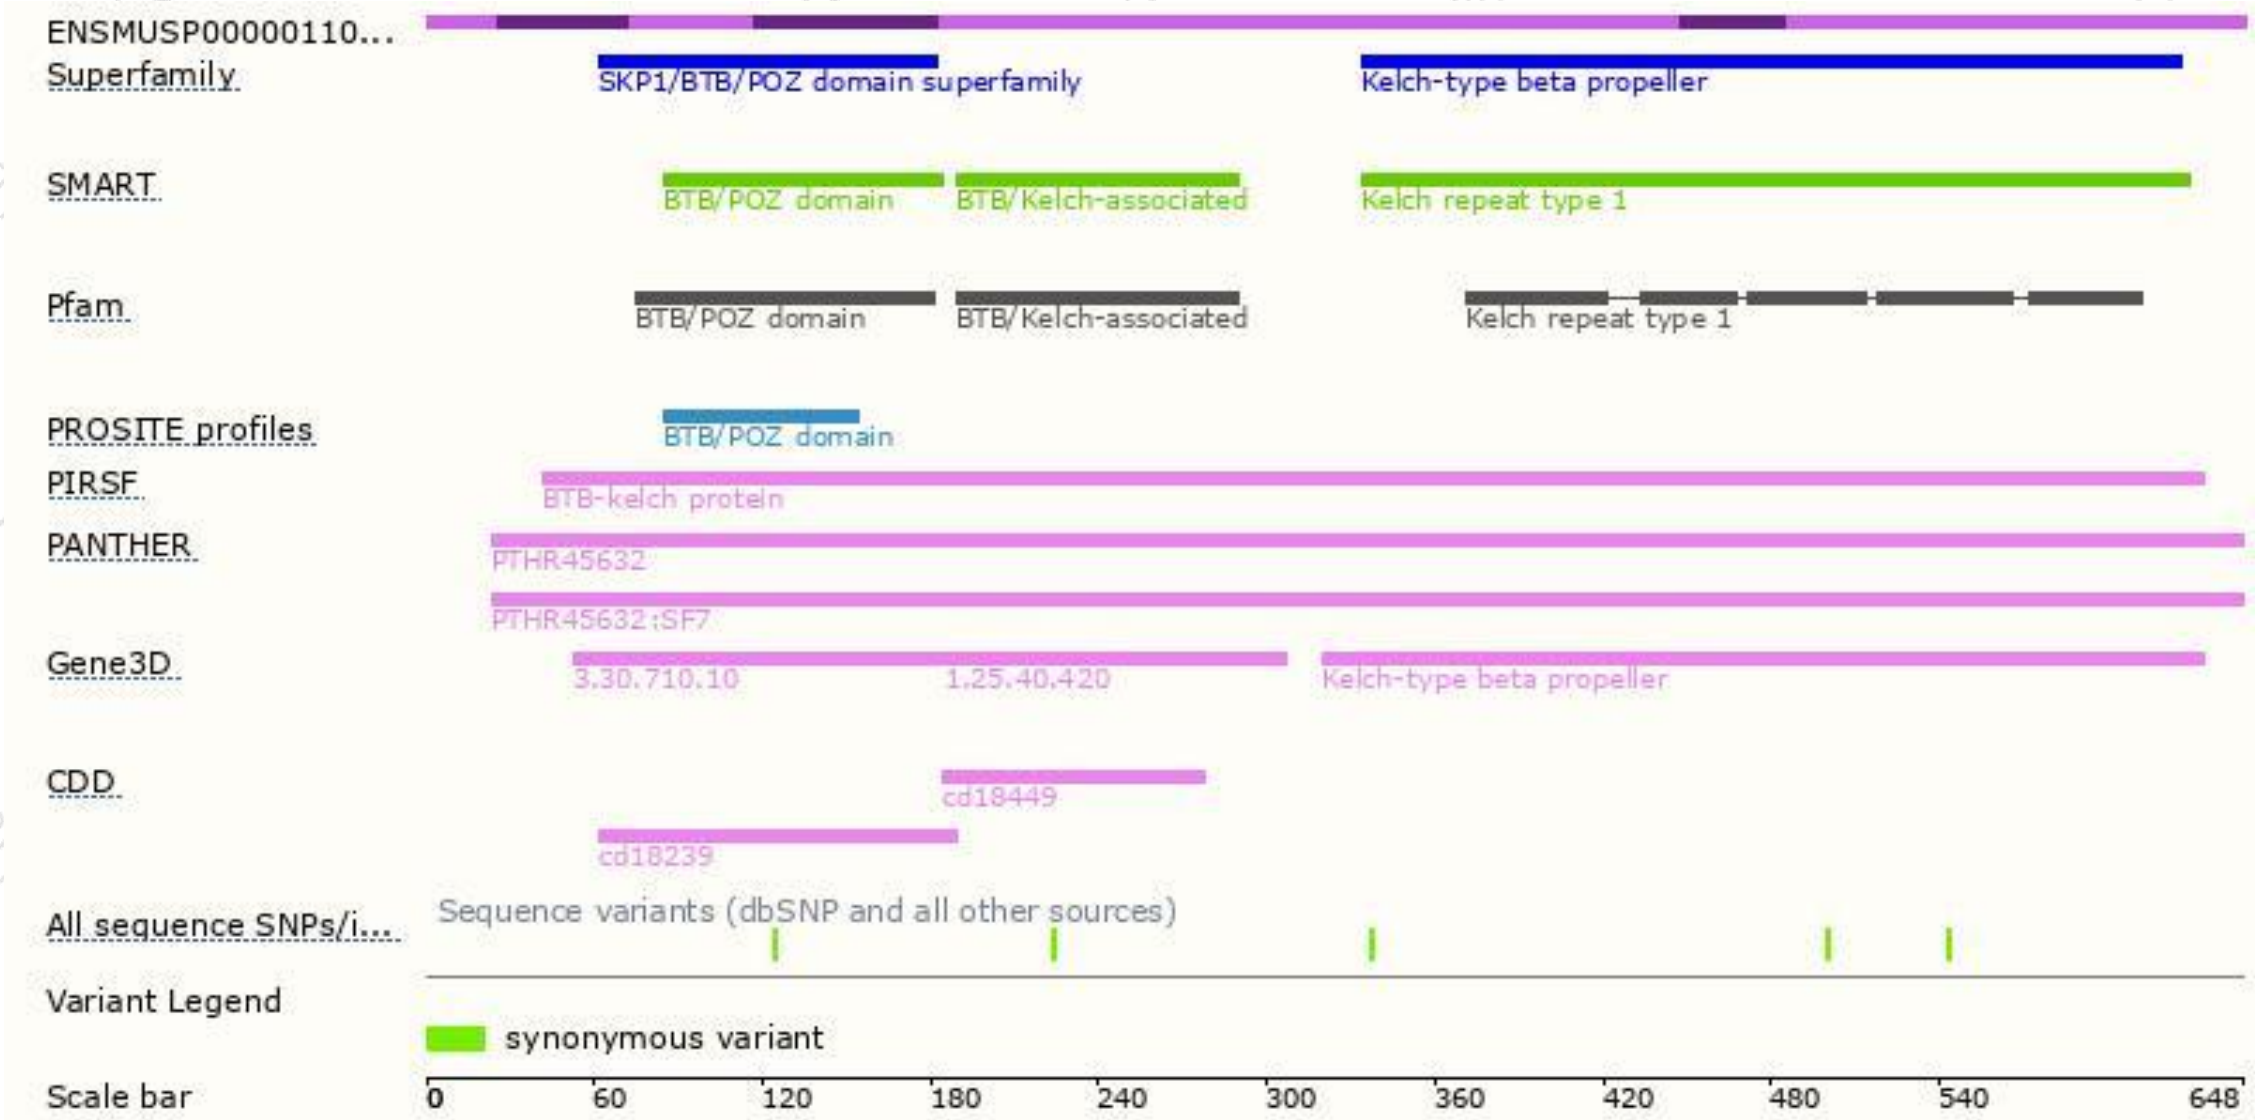 ENSMUSP00000110...
Superfamily
SKP1/BTB/POZ domain superfamily
Kelch-type beta propeller
SMART
BTB/POZ domain
BTB/Kelch-associated
Kelch repeat type 1
Pfam
BTB/POZ domain
BTB/Kelch-associated
Kelch repeat type 1
PROSITE profiles
BTB/POZ domain
PIRSF
BTB-kelch protein
PANTHER
PTHR45632
PTHR45632:SF7
Gene3D
3.30.710.10
1.25.40.420
Kelch-type beta propeller
CDD
cd18449
cd18239
Sequence variants (dbSNP and all other sources)
All sequence SNPs/i...
Variant Legend
synonymous variant
Scale bar
0 60 120 180 240 300 360 420 480 540 648